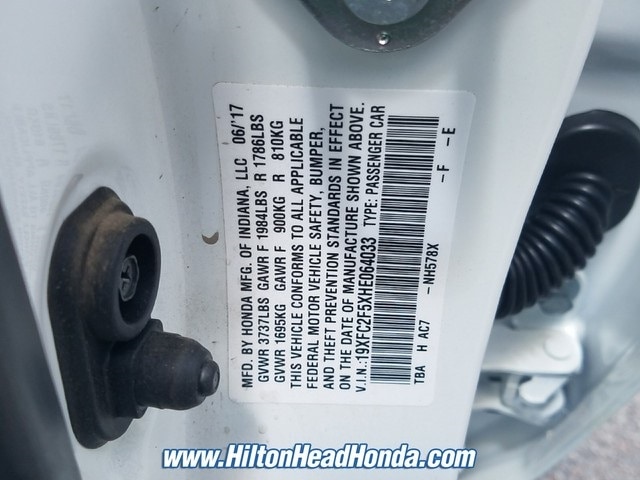 MFD. BY HONDA MFG. OF INDIANA, LLC 06/'17
GVWR 3737LBS GAWR F 1984LBS R 1786LBS
GVWR 1695KG GAWR F 900KG R 810KG
THIS VEHICLE CONFORMS TO ALL APPLICABLE
FEDERAL MOTOR VEHICLE SAFETY, BUMPER,
AND THEFT PREVENTION STANDARDS IN EFFECT
ON THE DATE OF MANUFACTURE SHOWN ABOVE.
V.I.N.:19XFC2F5XHE064033 TYPE: PASSENGER CAR
TBA H AC7 -NH578X -F -E
www.HiltonHeadHonda.com